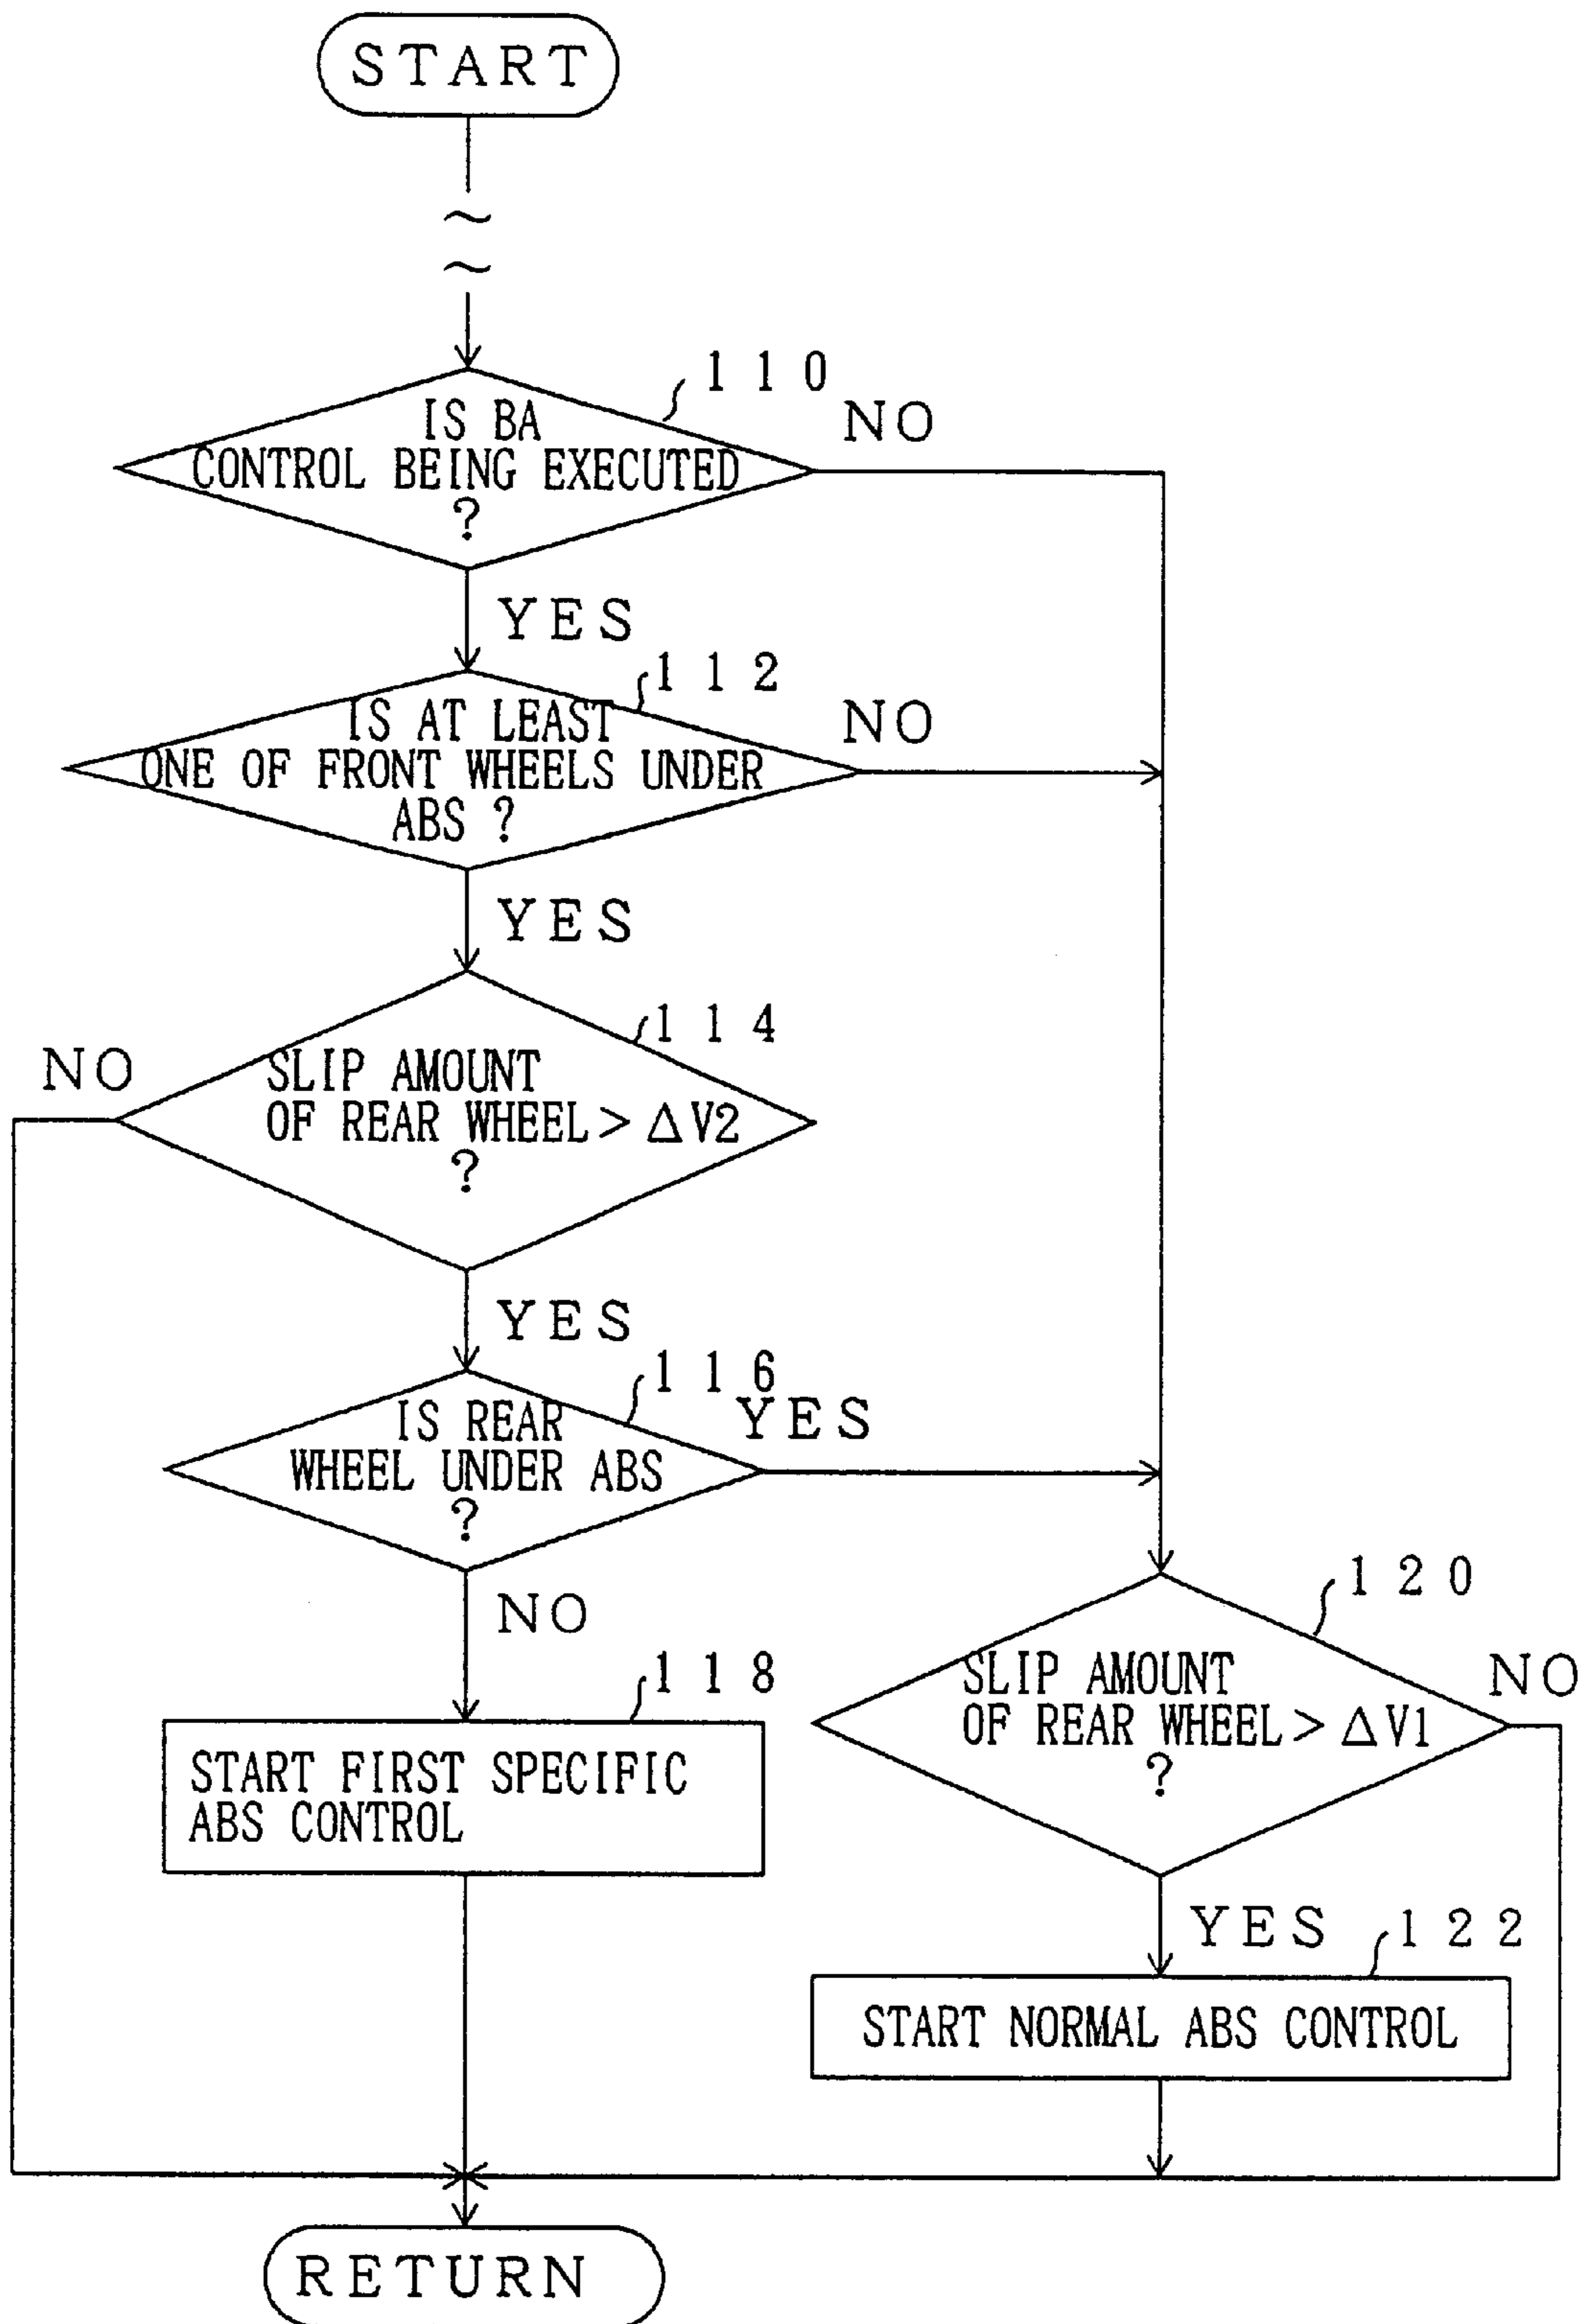 START
110
IS BA
CONTROL BEING EXECUTED
?
NO
YES
112
IS AT LEAST
ONE OF FRONT WHEELS UNDER
ABS ?
NO
YES
114
SLIP AMOUNT
OF REAR WHEEL > ΔV2
?
NO
YES
116
IS REAR
WHEEL UNDER ABS
?
YES
NO
118
START FIRST SPECIFIC
ABS CONTROL
120
SLIP AMOUNT
OF REAR WHEEL > ΔV1
?
NO
YES
122
START NORMAL ABS CONTROL
RETURN